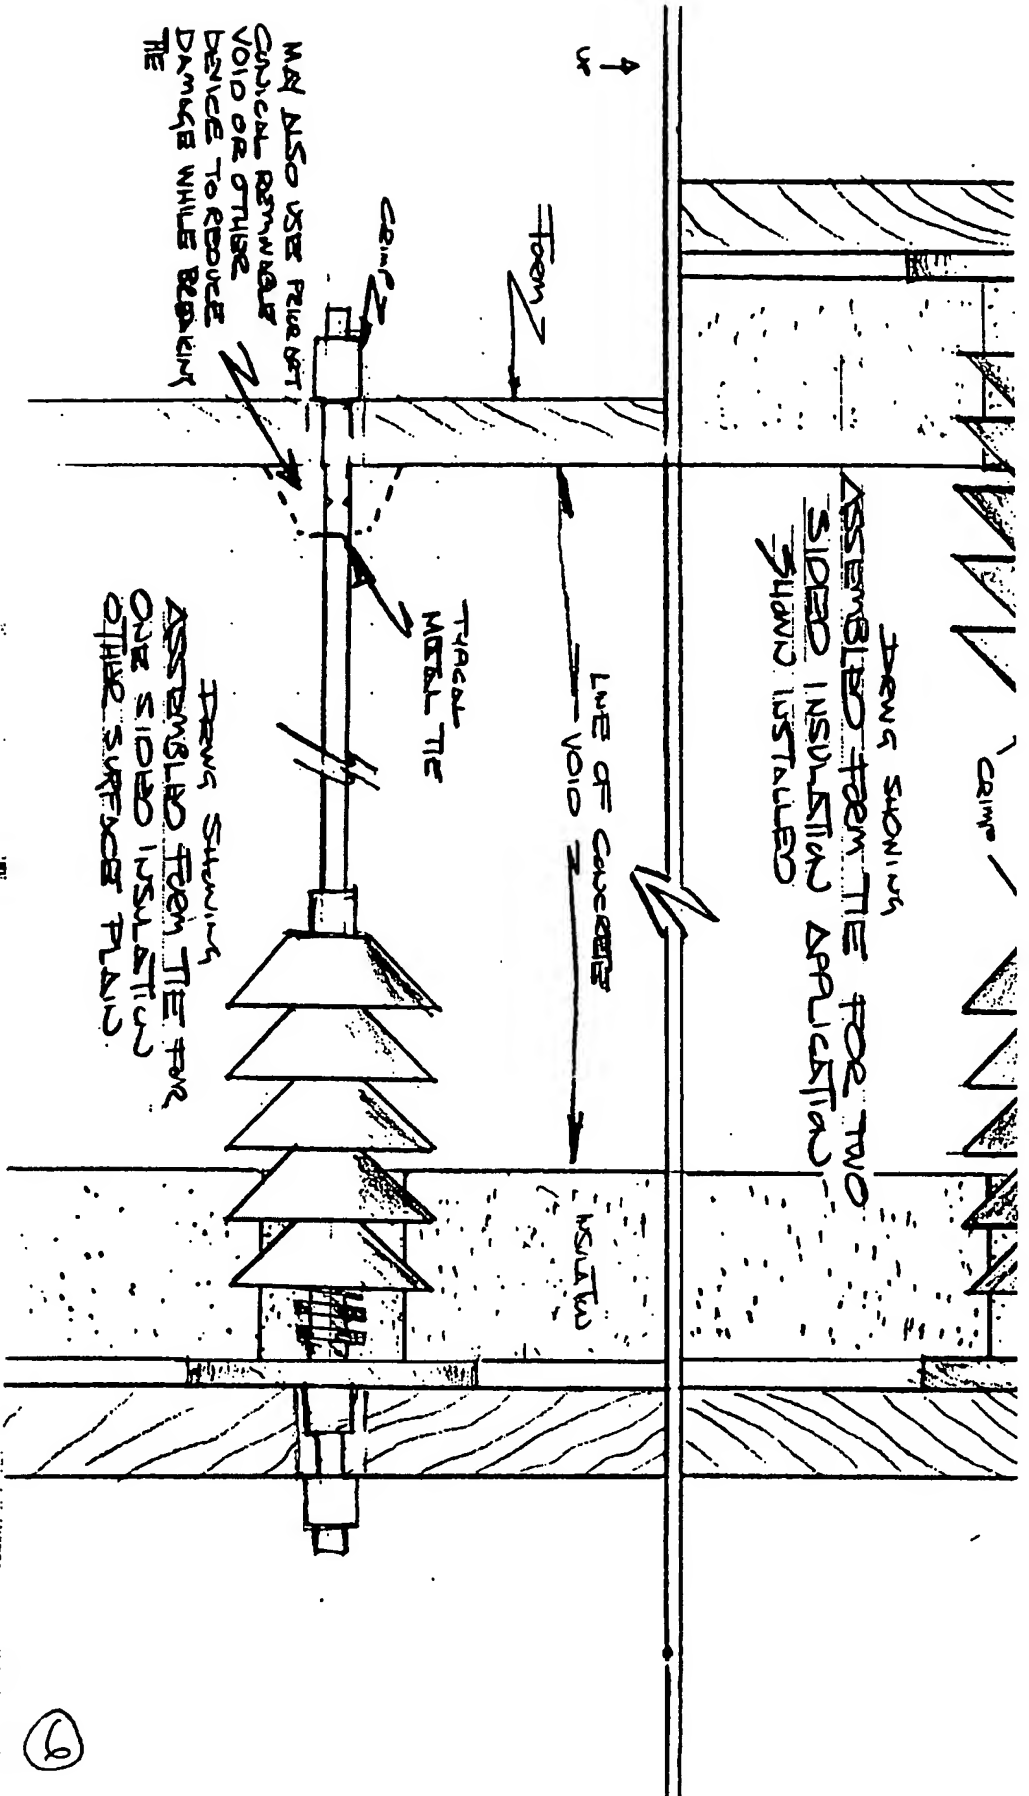 UP
MAY ALSO USE PRIOR ART
CONICAL REMOVABLE
VOID OR OTHER
DEVICE TO REDUCE
DAMAGE WHILE BREAKING
TIE
CRIMP
FORM
TYPICAL
METAL TIE
LINE OF CONCRETE
VOID
INSULATION
DRWG SHOWING
ASSEMBLED FORM TIE FOR
ONE SIDED INSULATION
OTHER SURFACE PLAIN
DRWG SHOWING
ASSEMBLED FORM TIE FOR TWO
SIDED INSULATION APPLICATION
SHOWN INSTALLED
CRIMP
6